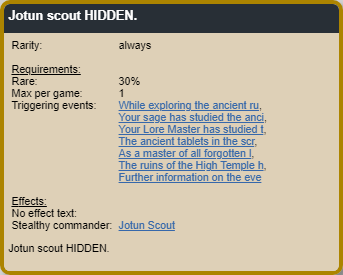 Jotun scout HIDDEN.
Rarity: always
Requirements:
Rare: 30%
Max per game: 1
Triggering events: While exploring the ancient ru,
Your sage has studied the anci,
Your Lore Master has studied t,
The ancient tablets in the scr,
As a master of all forgotten l,
The ruins of the High Temple h,
Further information on the eve
Effects:
No effect text:
Stealthy commander: Jotun Scout
Jotun scout HIDDEN.